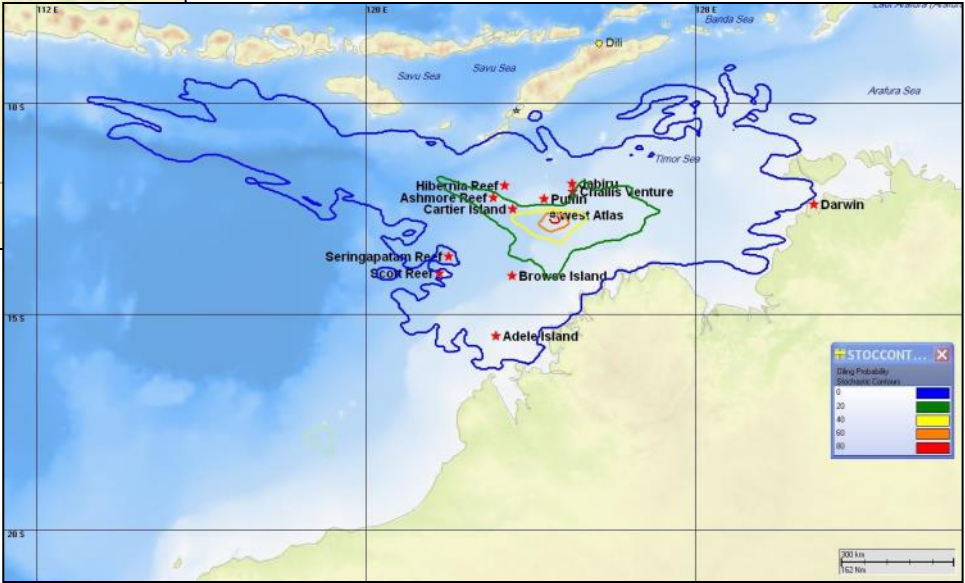 112 E
120 E
120 E
Banda Sea
Dili
Savu Sea
Savu Sea
Arafura Sea
10 S
Timor Sea
Hibernia Reef
Jabiru
Challis Venture
Ashmore Reef
Puffin
Cartier Island
West Atlas
Darwin
Seringapatam Reef
Scott Reef
Browse Island
15 S
Adele Island
STOCCONT...
Oiling Probability
Stochastic Contours
0
20
40
60
80
20 S
300 km
162 Nm